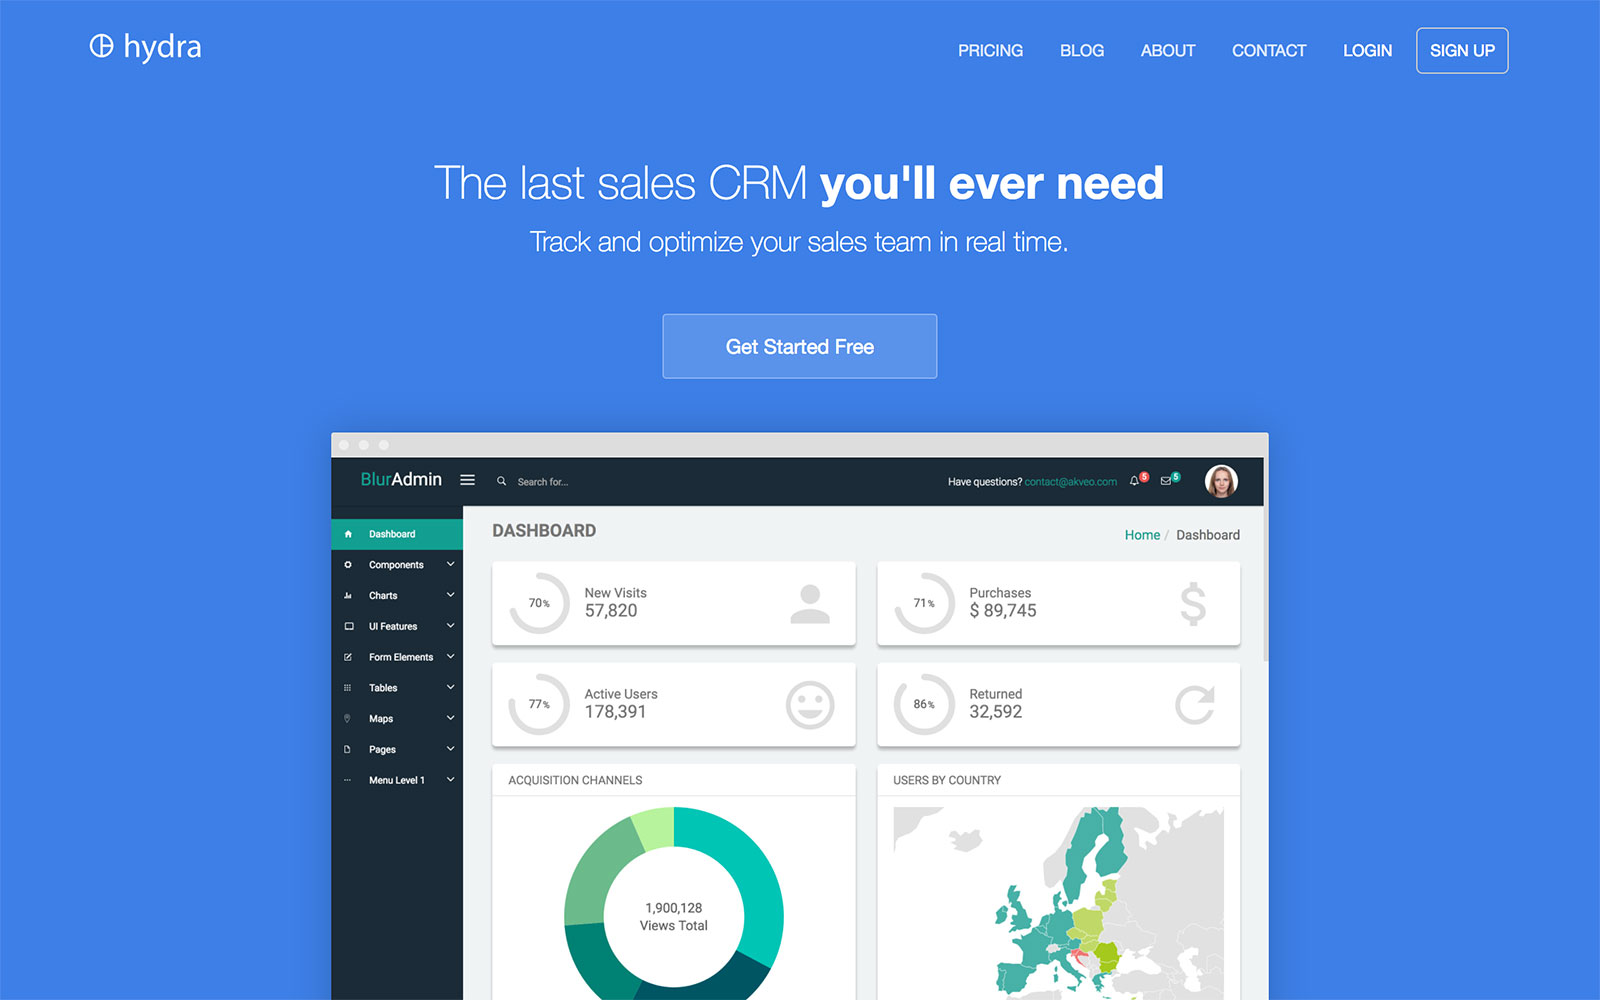 hydra
PRICING BLOG ABOUT CONTACT LOGIN SIGN UP
The last sales CRM you'll ever need
Track and optimize your sales team in real time.
Get Started Free
BlurAdmin
Search for...
Have questions? contact@akveo.com
5
5
Dashboard
Components
Charts
UI Features
Form Elements
Tables
Maps
Pages
Menu Level 1
DASHBOARD
Home / Dashboard
70%
New Visits
57,820
71%
Purchases
$ 89,745
$
77%
Active Users
178,391
86%
Returned
32,592
ACQUISITION CHANNELS
1,900,128
Views Total
USERS BY COUNTRY